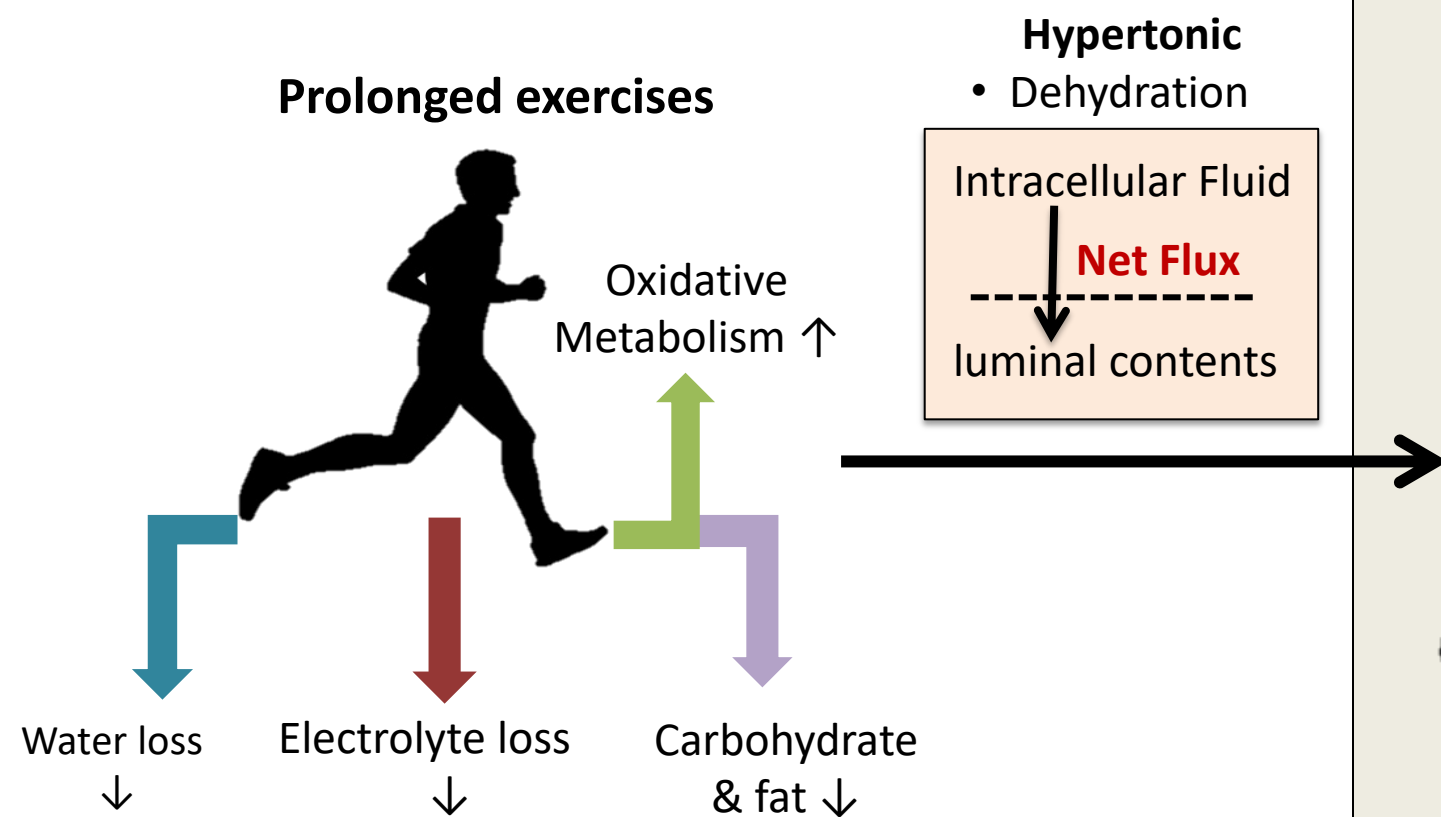 Prolonged exercises
Oxidative
Metabolism ↑
Water loss
↓
Electrolyte loss
↓
Carbohydrate
& fat ↓
Hypertonic
• Dehydration
Intracellular Fluid
Net Flux
luminal contents